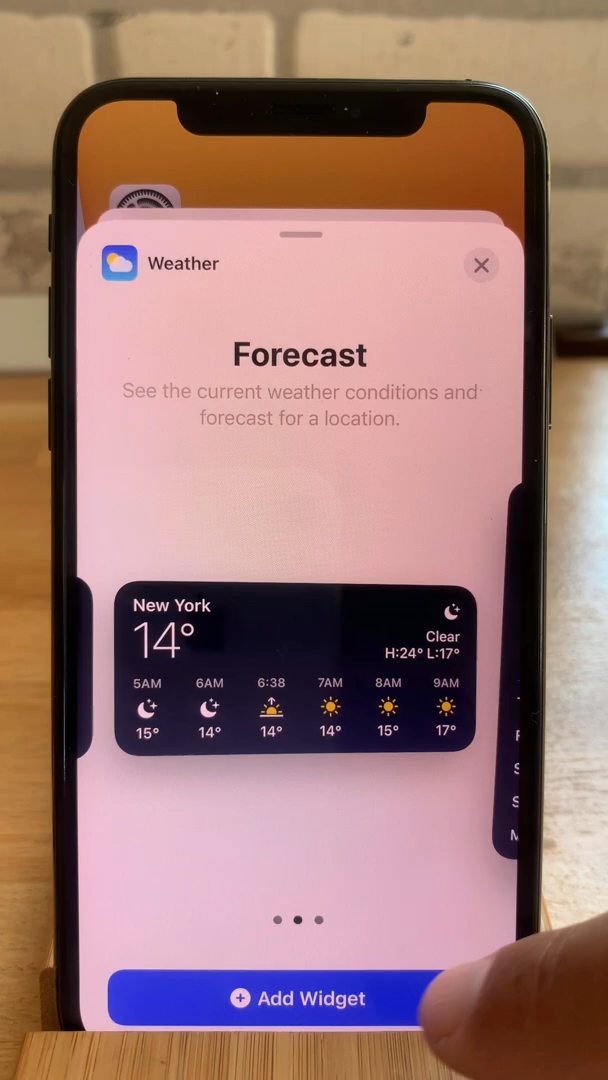 Weather
Forecast
See the current weather conditions and
forecast for a location.
New York
14°
Clear
H:24° L:17°
5AM 6AM 6:38 7AM 8AM 9AM
15° 14° 14° 14° 15° 17°
Add Widget